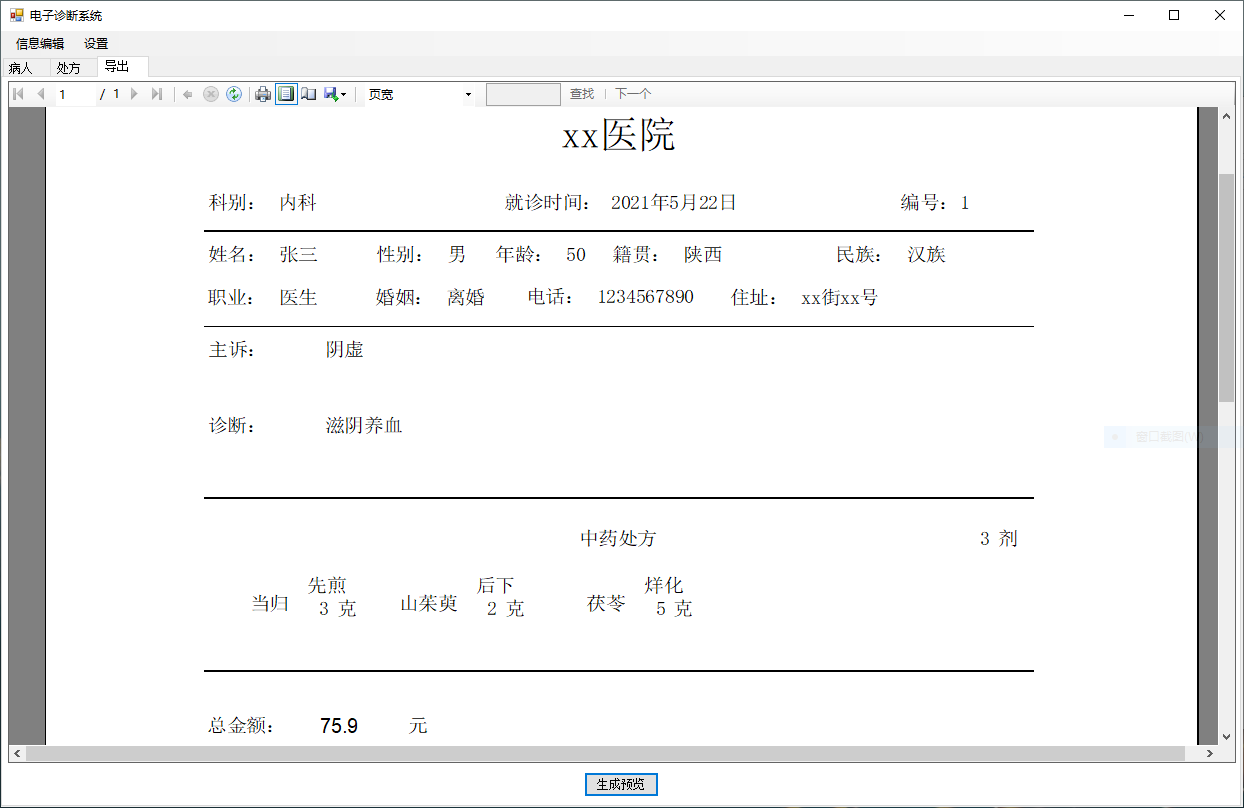 电子诊断系统
信息编辑 设置
病人 处方 导出
1 / 1 页宽 查找 下一个
xx医院
科别： 内科 就诊时间： 2021年5月22日 编号：1
姓名： 张三 性别： 男 年龄： 50 籍贯： 陕西 民族： 汉族
职业： 医生 婚姻： 离婚 电话： 1234567890 住址： xx街xx号
主诉： 阴虚
诊断： 滋阴养血
窗口截图(W)
中药处方 3 剂
先煎 后下 烊化
当归 3 克 山茱萸 2 克 茯苓 5 克
总金额： 75.9 元
生成预览